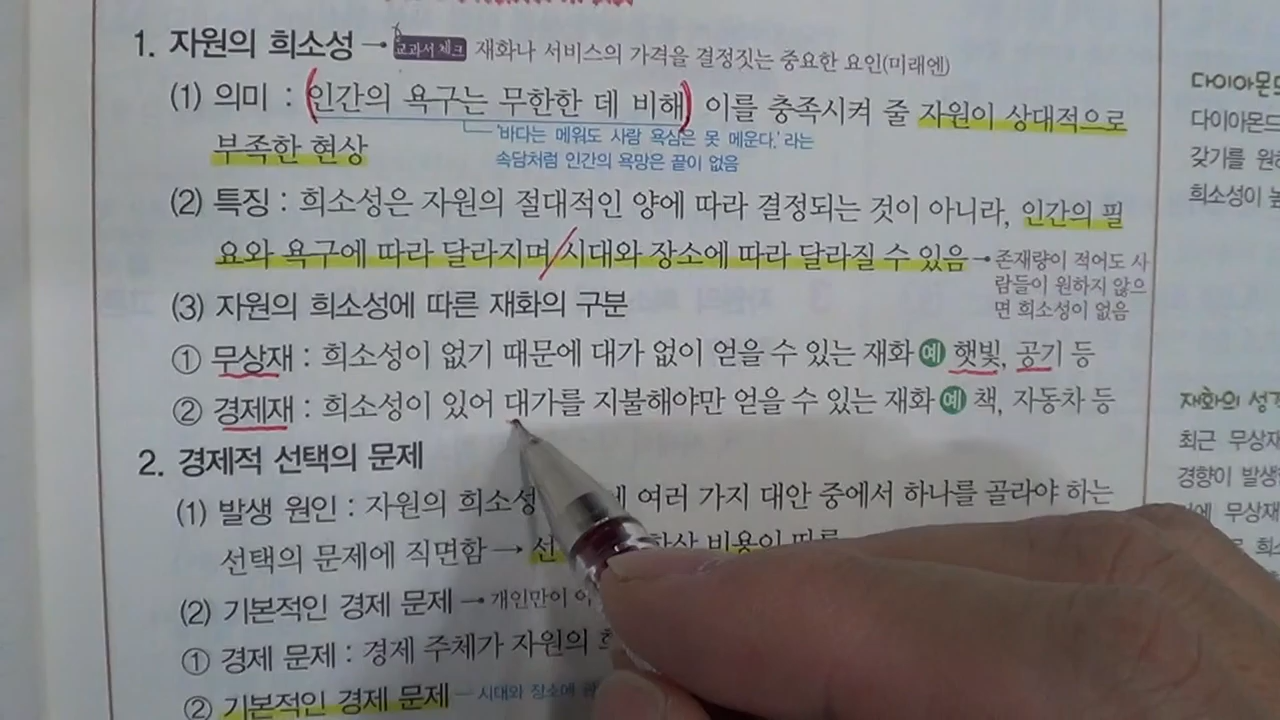 1. 자원의 희소성 → 교과서 체크 재화나 서비스의 가격을 결정짓는 중요한 요인(미래엔)
(1) 의미 : 인간의 욕구는 무한한 데 비해 이를 충족시켜 줄 자원이 상대적으로
'바다는 메워도 사람 욕심은 못 메운다.' 라는
부족한 현상
속담처럼 인간의 욕망은 끝이 없음
(2) 특징 : 희소성은 자원의 절대적인 양에 따라 결정되는 것이 아니라, 인간의 필
요와 욕구에 따라 달라지며 시대와 장소에 따라 달라질 수 있음 → 존재량이 적어도 사
람들이 원하지 않으
면 희소성이 없음
(3) 자원의 희소성에 따른 재화의 구분
① 무상재 : 희소성이 없기 때문에 대가 없이 얻을 수 있는 재화 예 햇빛, 공기 등
② 경제재 : 희소성이 있어 대가를 지불해야만 얻을 수 있는 재화 예 책, 자동차 등
2. 경제적 선택의 문제
(1) 발생 원인 : 자원의 희소성 여러 가지 대안 중에서 하나를 골라야 하는
선택의 문제에 직면함 → 선 비용이
(2) 기본적인 경제 문제 → 개인만이
① 경제 문제 : 경제 주체가 자원의
② 기본적인 경제 문제 시대와 장소에
다이아몬드
다이아몬드
갖기를 원
희소성이
재화의
최근 무상재
경향이 발생
무상재